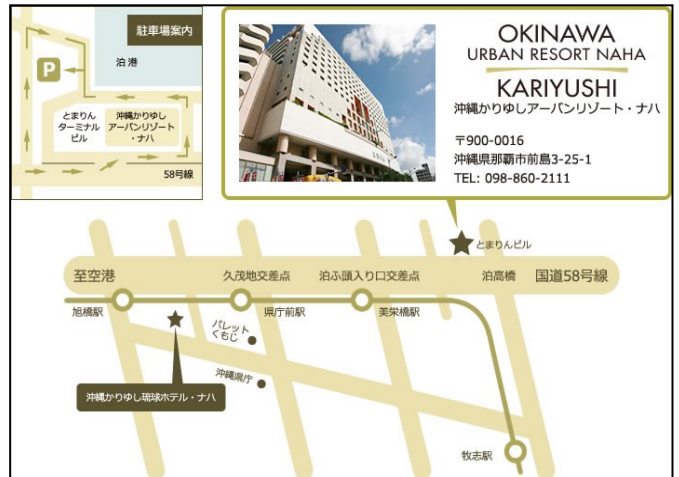 駐車場案内
泊港
P
とまりん
ターミナル
ビル
沖縄かりゆし
アーバンリゾート
・ナハ
58号線
OKINAWA
URBAN RESORT NAHA
KARIYUSHI
沖縄かりゆしアーバンリゾート・ナハ
〒900-0016
沖縄県那覇市前島3-25-1
TEL: 098-860-2111
とまりんビル
至空港
久茂地交差点
泊ふ頭入り口交差点
泊高橋
国道58号線
旭橋駅
県庁前駅
美栄橋駅
パレット
くもじ
沖縄県庁
沖縄かりゆし琉球ホテル・ナハ
牧志駅